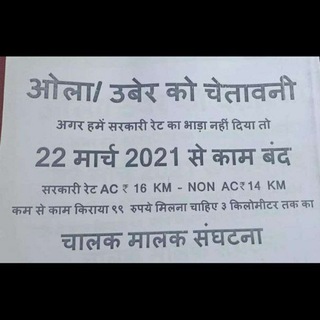 ओला/ उबेर को चेतावनी
अगर हमें सरकारी रेट का भाड़ा नहीं दिया तो
22 मार्च 2021 से काम बंद
सरकारी रेट AC ₹ 16 KM - NON AC ₹ 14 KM
कम से काम किराया ९९ रुपये मिलना चाहिए ३ किलोमीटर तक का
चालक मालक संघटना